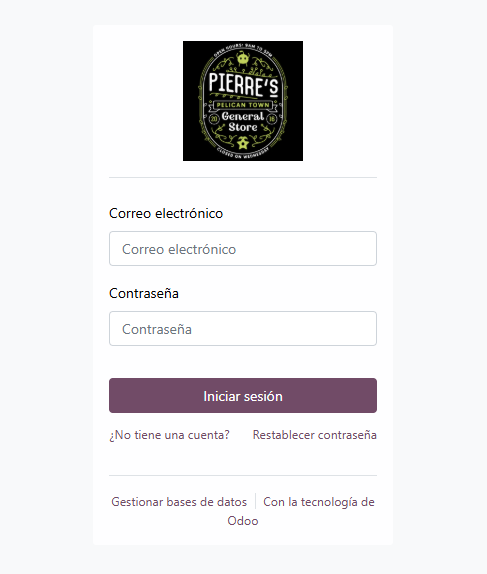 OPEN HOURS: 9AM TO 5PM
PIERRE'S
PELICAN TOWN
20 General 16
Store
CLOSED ON WEDNESDAY
Correo electrónico
Correo electrónico
Contraseña
Contraseña
Iniciar sesión
¿No tiene una cuenta? Restablecer contraseña
Gestionar bases de datos Con la tecnología de
Odoo